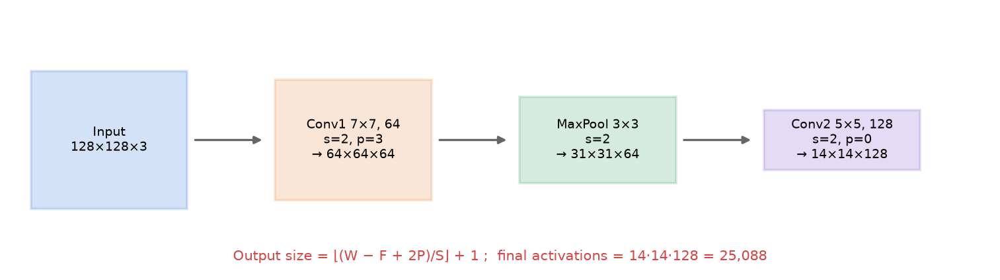 Input
128×128×3
Conv1 7×7, 64
s=2, p=3
→ 64×64×64
MaxPool 3×3
s=2
→ 31×31×64
Conv2 5×5, 128
s=2, p=0
→ 14×14×128
Output size = ⌊(W − F + 2P)/S⌋ + 1 ;  final activations = 14·14·128 = 25,088